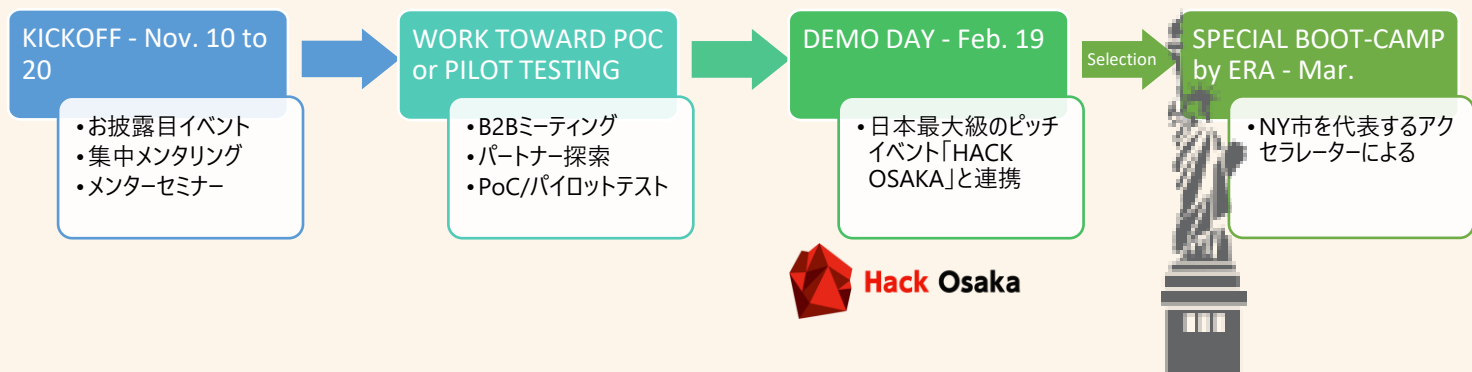 KICKOFF - Nov. 10 to
20
•お披露目イベント
•集中メンタリング
•メンターセミナー
WORK TOWARD POC
or PILOT TESTING
•B2Bミーティング
•パートナー探索
•PoC/パイロットテスト
DEMO DAY - Feb. 19
•日本最大級のピッチ
イベント「HACK
OSAKA」と連携
Hack Osaka
Selection
SPECIAL BOOT-CAMP
by ERA - Mar.
•NY市を代表するアク
セラレーターによる